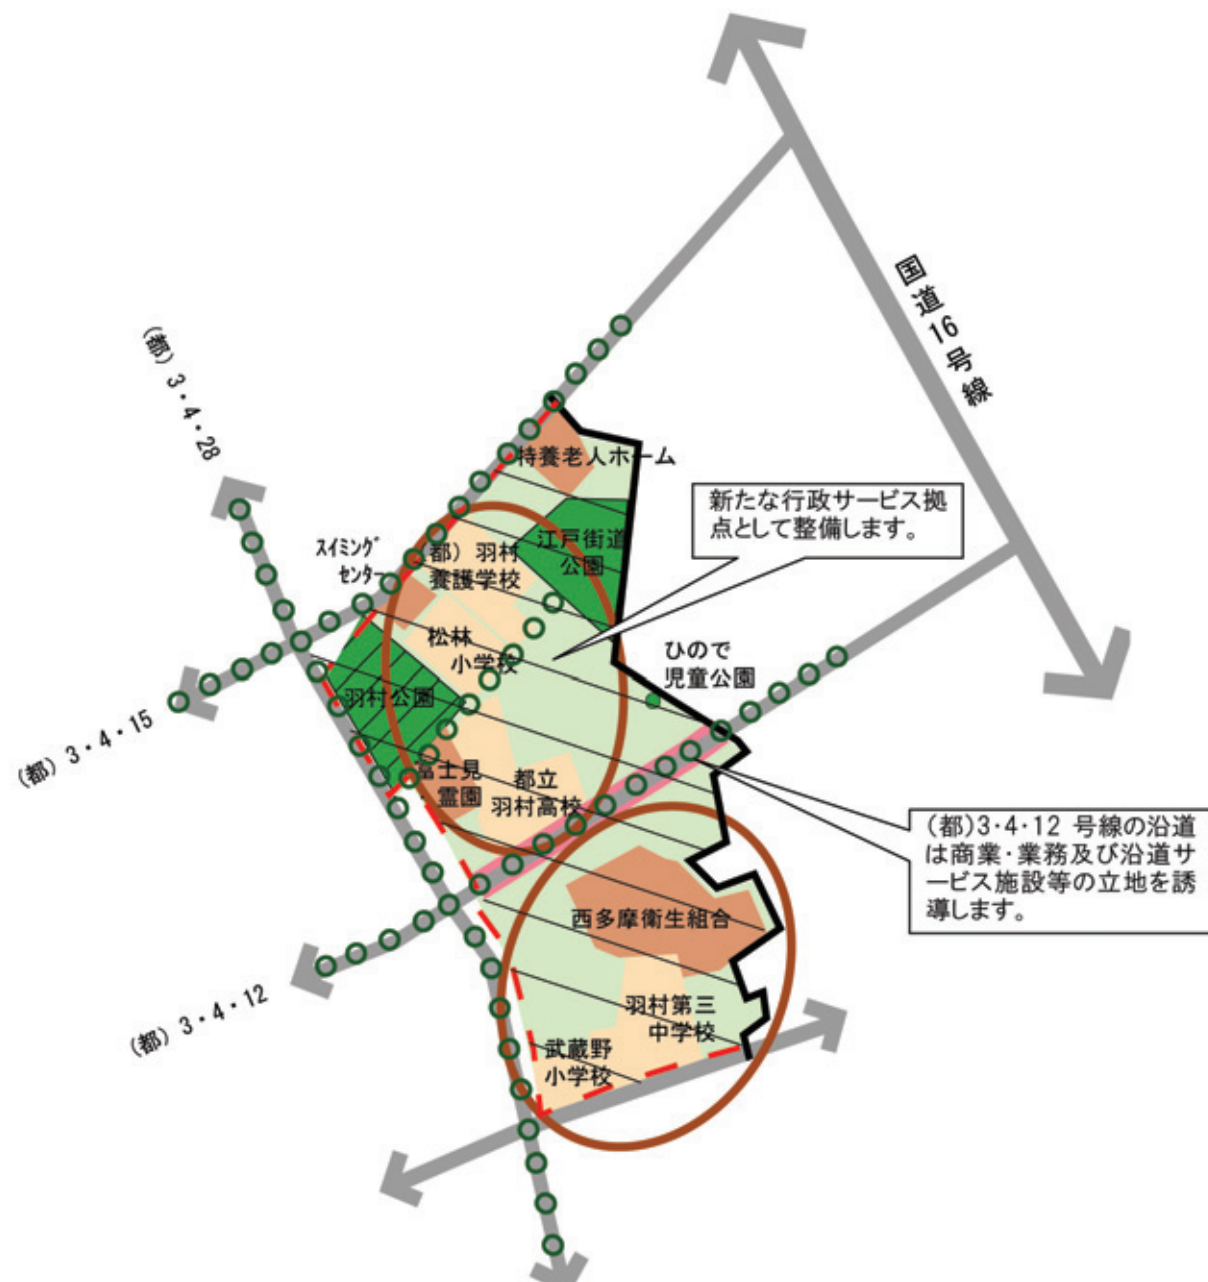 国道16号線
(都)3・4・28
特養老人ホーム
新たな行政サービス拠
点として整備します。
江戸街道
公園
スイミング
センター
(都)羽村
養護学校
松林
小学校
ひので
児童公園
羽村公園
(都)3・4・15
富士見
霊園
都立
羽村高校
(都)3・4・12 号線の沿道
は商業・業務及び沿道サ
ービス施設等の立地を誘
導します。
西多摩衛生組合
(都)3・4・12
羽村第三
中学校
武蔵野
小学校